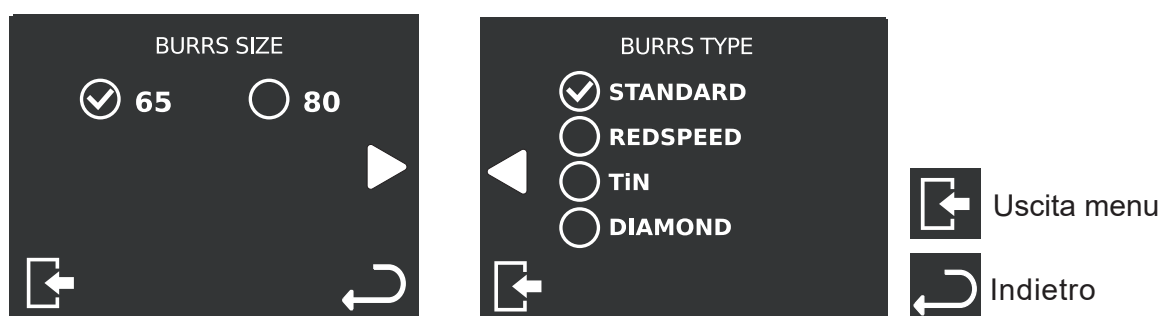 BURRS SIZE
65 80
BURRS TYPE
STANDARD
REDSPEED
TiN
DIAMOND
Uscita menu
Indietro